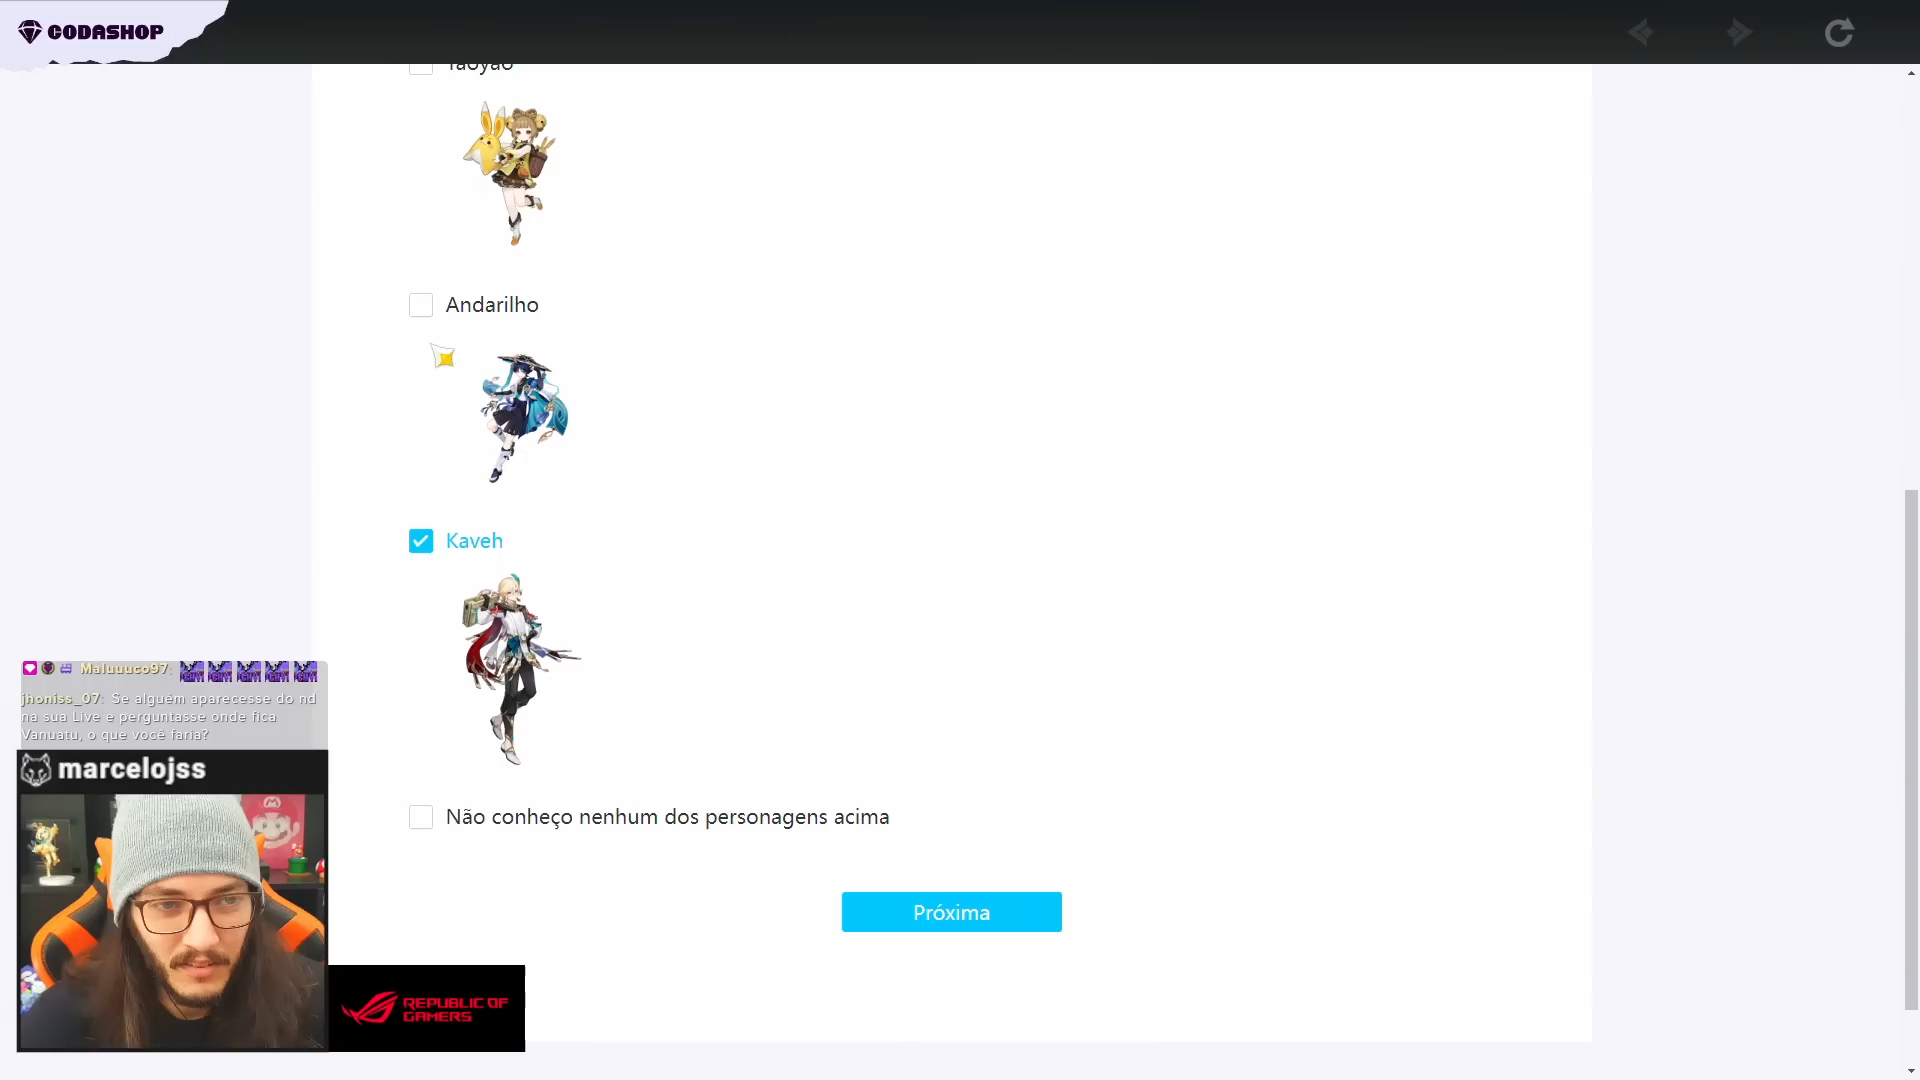 CODASHOP
Yaoyao
Andarilho
Kaveh
Não conheço nenhum dos personagens acima
Próxima
Maluuuco97:
jhoniss_07: Se alguém aparecesse do nd
na sua Live e perguntasse onde fica
Vanuatu, o que você faria?
marcelojss
REPUBLIC OF
GAMERS